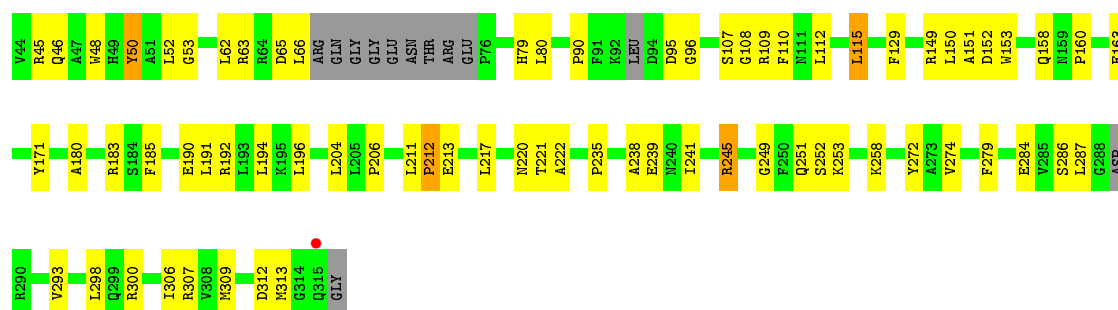 V44 R45 Q46 A47 W48 H49 Y50 A51 L52 G53 L62 R63 R64 D65 L66 ARG GLN GLY GLY GLU ASN THR ARG GLU P76 H79 L80 P90 F91 K92 LEU D94 D95 G96 S107 G108 R109 F110 N111 L112 L115 F129 R149 L150 A151 D152 W153 Q158 N159 P160
Y171 A180 R183 S184 F185 E190 L191 R192 L193 L194 K195 L196 L204 L205 P206 L211 P212 E213 L217 N220 T221 A222 P235 A238 E239 N240 I241 R245 G249 F250 Q251 S252 K253 K258 Y272 A273 V274 F279 E284 V285 S286 L287 G288
R290 V293 L298 Q299 R300 I306 R307 V308 M309 D312 M313 G314 Q315 GLY